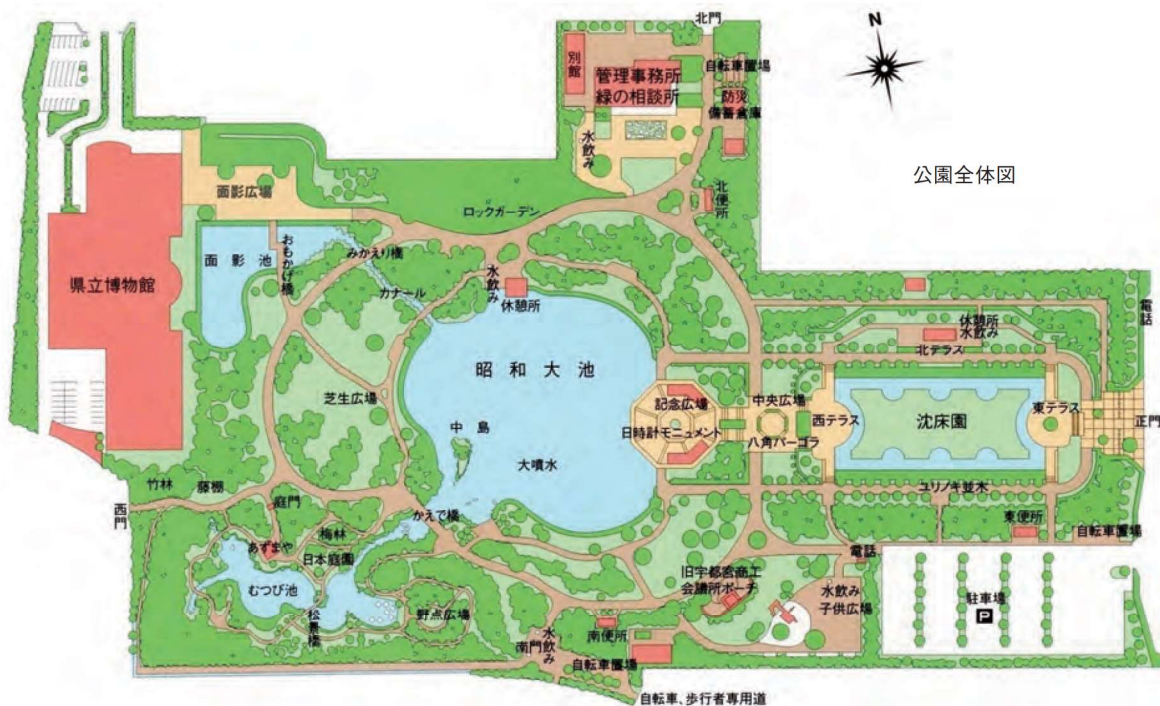 北門
N
別館
管理事務所
緑の相談所
自転車置場
防災
備蓄倉庫
水飲み
公園全体図
北便所
面影広場
ロックガーデン
おもかげ橋
みかえり橋
面影池
県立博物館
カナール
水飲み
休憩所
電話
休憩所
水飲み
北テラス
昭和大池
芝生広場
記念広場
中央広場
日時計モニュメント
八角パーゴラ
西テラス
沈床園
東テラス
正門
中島
大噴水
ユリノキ並木
竹林
藤棚
西門
庭門
かえで橋
梅林
あずまや
日本庭園
むつび池
松景橋
野点広場
東便所
自転車置場
電話
旧宇都宮商工
会議所ポーチ
水飲み
子供広場
駐車場
P
南便所
水飲み
南門
自転車置場
自転車、歩行者専用道